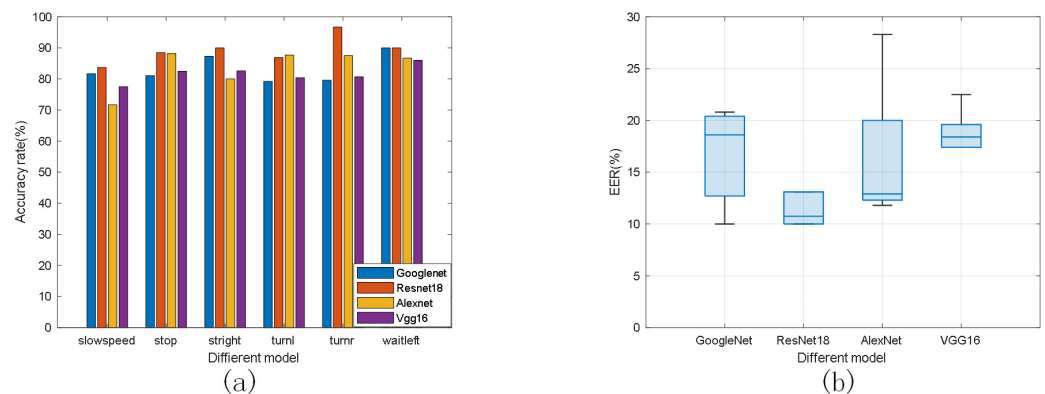 Accuracy rate(%)
100
90
80
70
60
50
40
30
20
10
0
Googlenet
Resnet18
Alexnet
Vgg16
slowspeed stop stright turnl turnr waitleft
Diffierent model
(a)
EER(%)
30
25
20
15
10
5
0
GoogleNet ResNet18 AlexNet VGG16
Different model
(b)